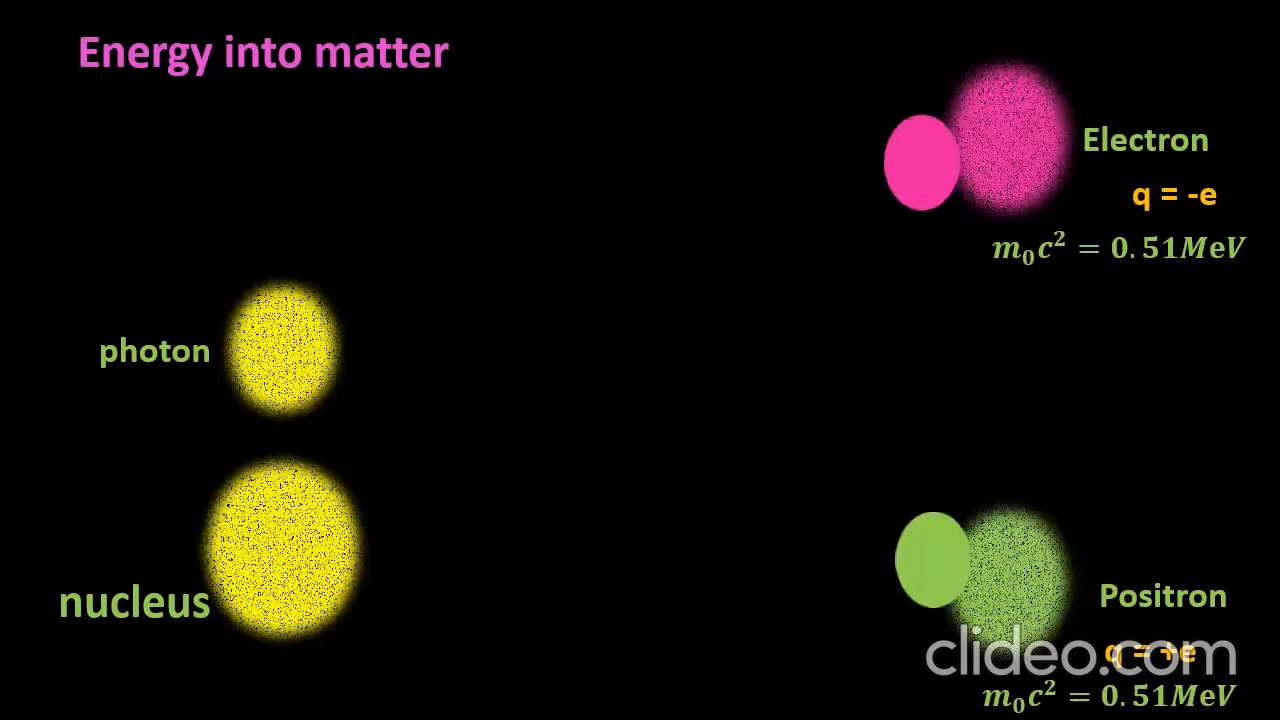 Energy into matter
Electron
q = -e
m₀c² = 0.51MeV
photon
nucleus
Positron
q = +e
clideo.com
m₀c² = 0.51MeV